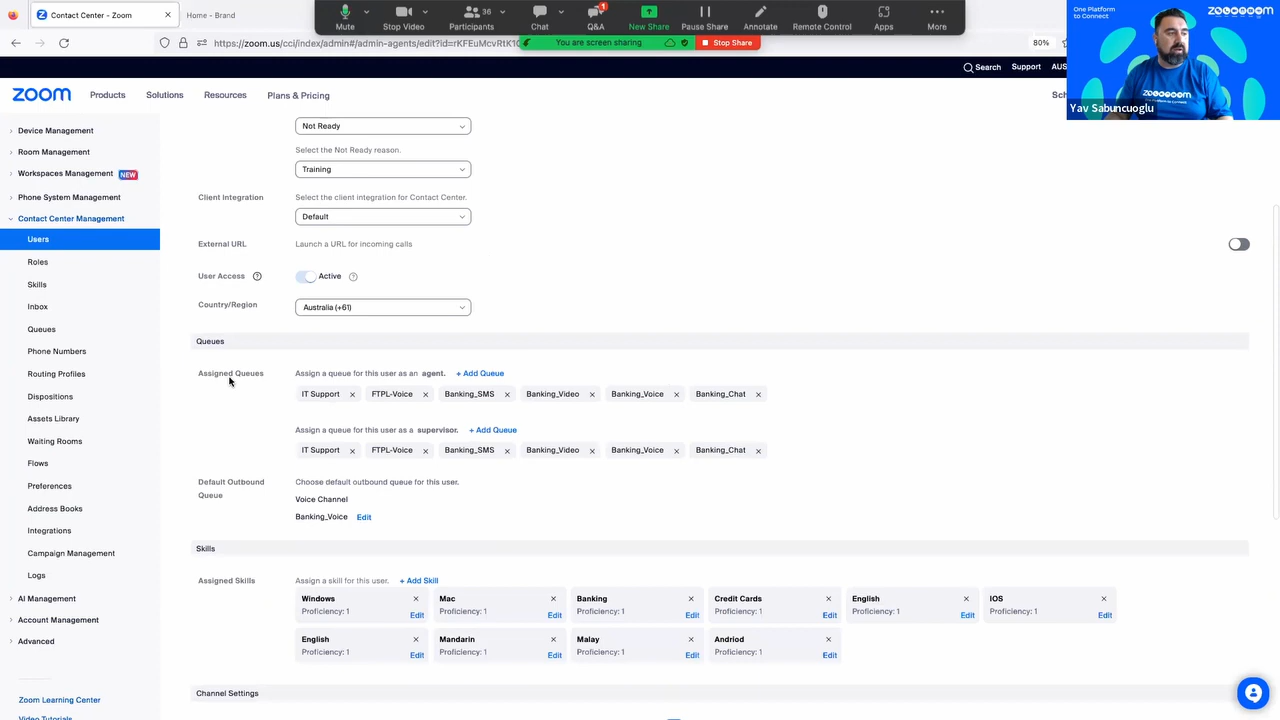 Contact Center - Zoom
Home - Brand
Mute
Stop Video
36
Participants
Chat
1
Q&A
New Share
Pause Share
Annotate
Remote Control
Apps
More
You are screen sharing
Stop Share
https://zoom.us/cci/index/admin#/admin-agents/edit?id=rKFEuMcvRtK1
80%
One Platform
to Connect
zoooooom
Yav Sabuncuoglu
Search
Support
zoom
Products
Solutions
Resources
Plans & Pricing
Device Management
Room Management
Workspaces Management NEW
Phone System Management
Contact Center Management
Users
Roles
Skills
Inbox
Queues
Phone Numbers
Routing Profiles
Dispositions
Assets Library
Waiting Rooms
Flows
Preferences
Address Books
Integrations
Campaign Management
Logs
AI Management
Account Management
Advanced
Zoom Learning Center
Video Tutorials
Not Ready
Select the Not Ready reason.
Training
Client Integration
Select the client integration for Contact Center.
Default
External URL
Launch a URL for incoming calls
User Access
Active
Country/Region
Australia (+61)
Queues
Assigned Queues
Assign a queue for this user as an agent. + Add Queue
IT Support FTPL-Voice Banking_SMS Banking_Video Banking_Voice Banking_Chat
Assign a queue for this user as a supervisor. + Add Queue
IT Support FTPL-Voice Banking_SMS Banking_Video Banking_Voice Banking_Chat
Default Outbound
Queue
Choose default outbound queue for this user.
Voice Channel
Banking_Voice Edit
Skills
Assigned Skills
Assign a skill for this user. + Add Skill
Windows
Proficiency: 1
Edit
Mac
Proficiency: 1
Edit
Banking
Proficiency: 1
Edit
Credit Cards
Proficiency: 1
Edit
English
Proficiency: 1
Edit
IOS
Proficiency: 1
Edit
English
Proficiency: 1
Edit
Mandarin
Proficiency: 1
Edit
Malay
Proficiency: 1
Edit
Andriod
Proficiency: 1
Edit
Channel Settings